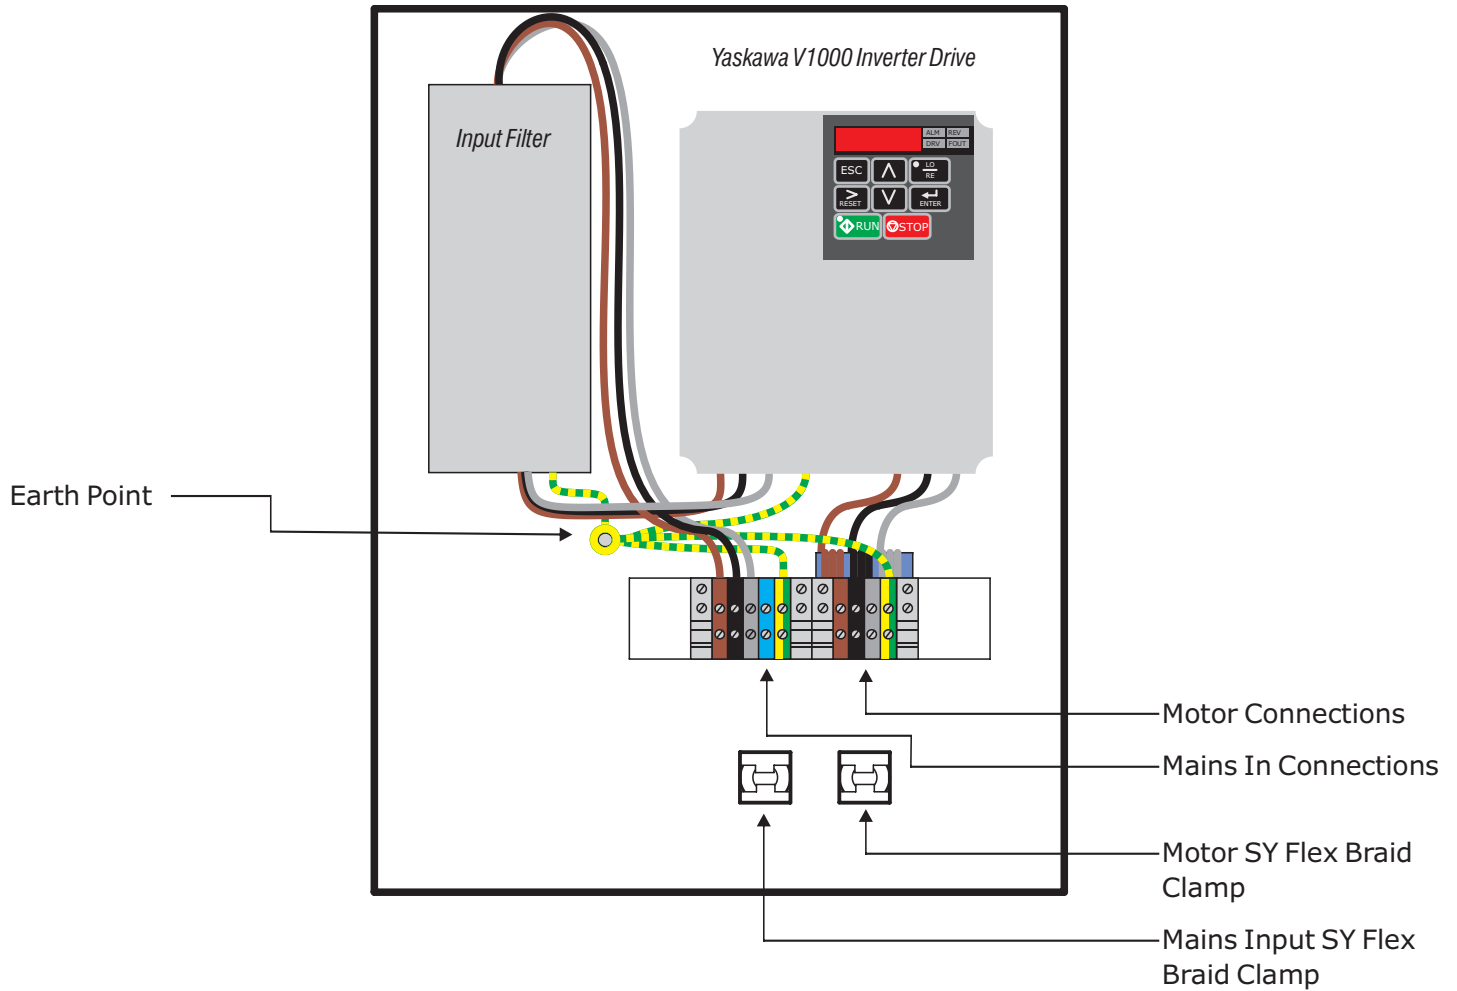 Yaskawa V1000 Inverter Drive
Input Filter
ALM REV
DRV FOUT
ESC
LO
RE
RESET
ENTER
RUN
STOP
Earth Point
Motor Connections
Mains In Connections
Motor SY Flex Braid
Clamp
Mains Input SY Flex
Braid Clamp